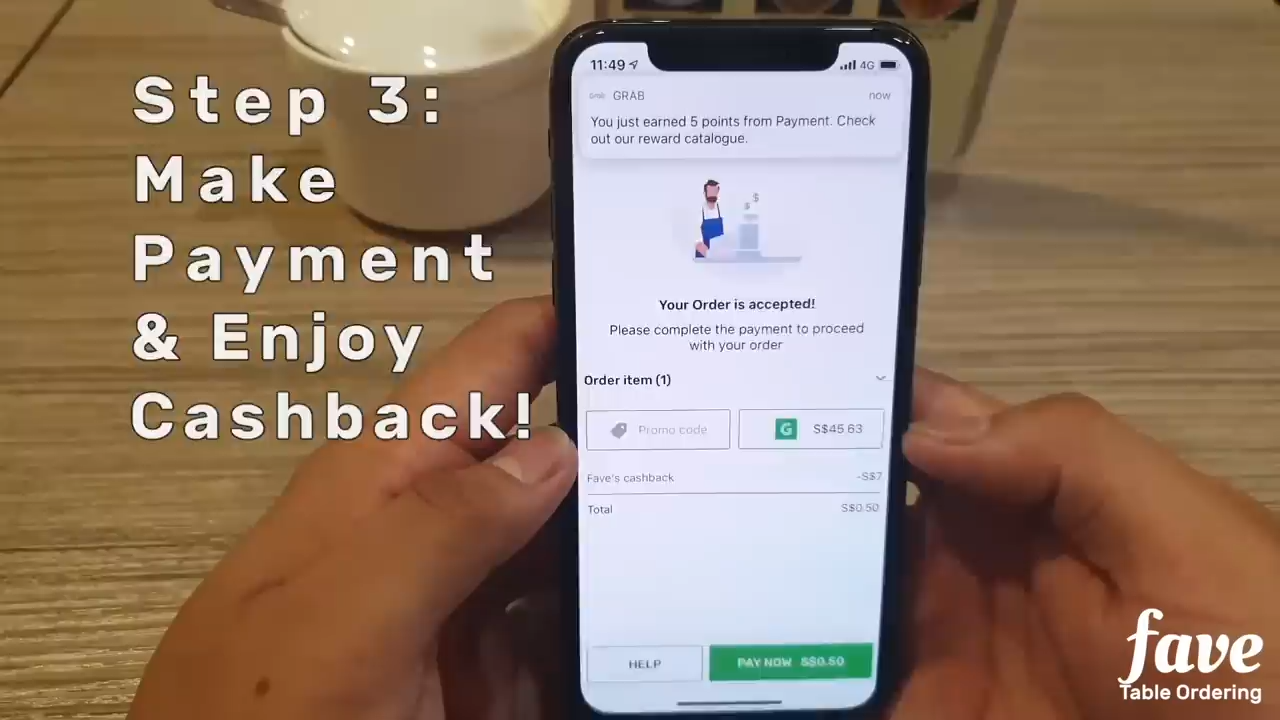 Step 3:
Make
Payment
& Enjoy
Cashback!
11:49
4G
GRAB
now
You just earned 5 points from Payment. Check
out our reward catalogue.
$
$
Your Order is accepted!
Please complete the payment to proceed
with your order
Order item (1)
Promo code
G
S$45.63
Fave's cashback
-S$7
Total
S$0.50
HELP
PAY NOW S$0.50
fave
Table Ordering